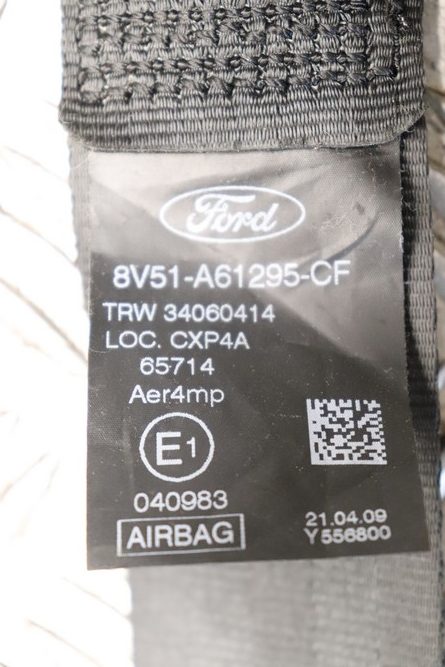 Ford
8V51-A61295-CF
TRW 34060414
LOC. CXP4A
65714
Aer4mp
E1
040983
AIRBAG
21.04.09
Y556800